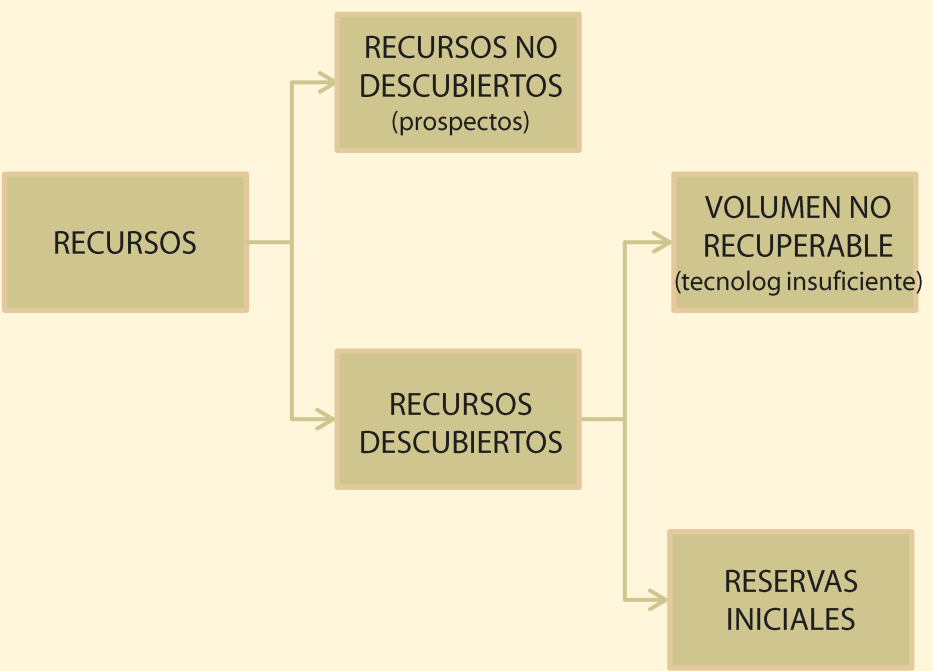 RECURSOS NO
DESCUBIERTOS
(prospectos)
RECURSOS
VOLUMEN NO
RECUPERABLE
(tecnolog insuficiente)
RECURSOS
DESCUBIERTOS
RESERVAS
INICIALES